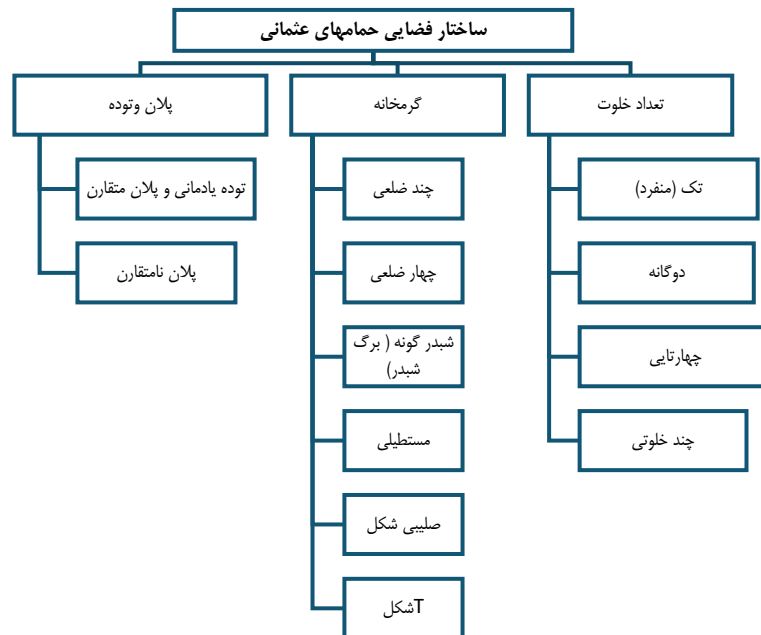 ساختار فضایی حمامهای عثمانی
تعداد خلوت
تک (منفرد)
دوگانه
چهارتایی
چند خلوتی
گرمخانه
چند ضلعی
چهار ضلعی
شبدر گونه ( برگ
شبدر)
مستطیلی
صلیبی شکل
Tشکل
پلان وتوده
توده یادمانی و پلان متقارن
پلان نامتقارن